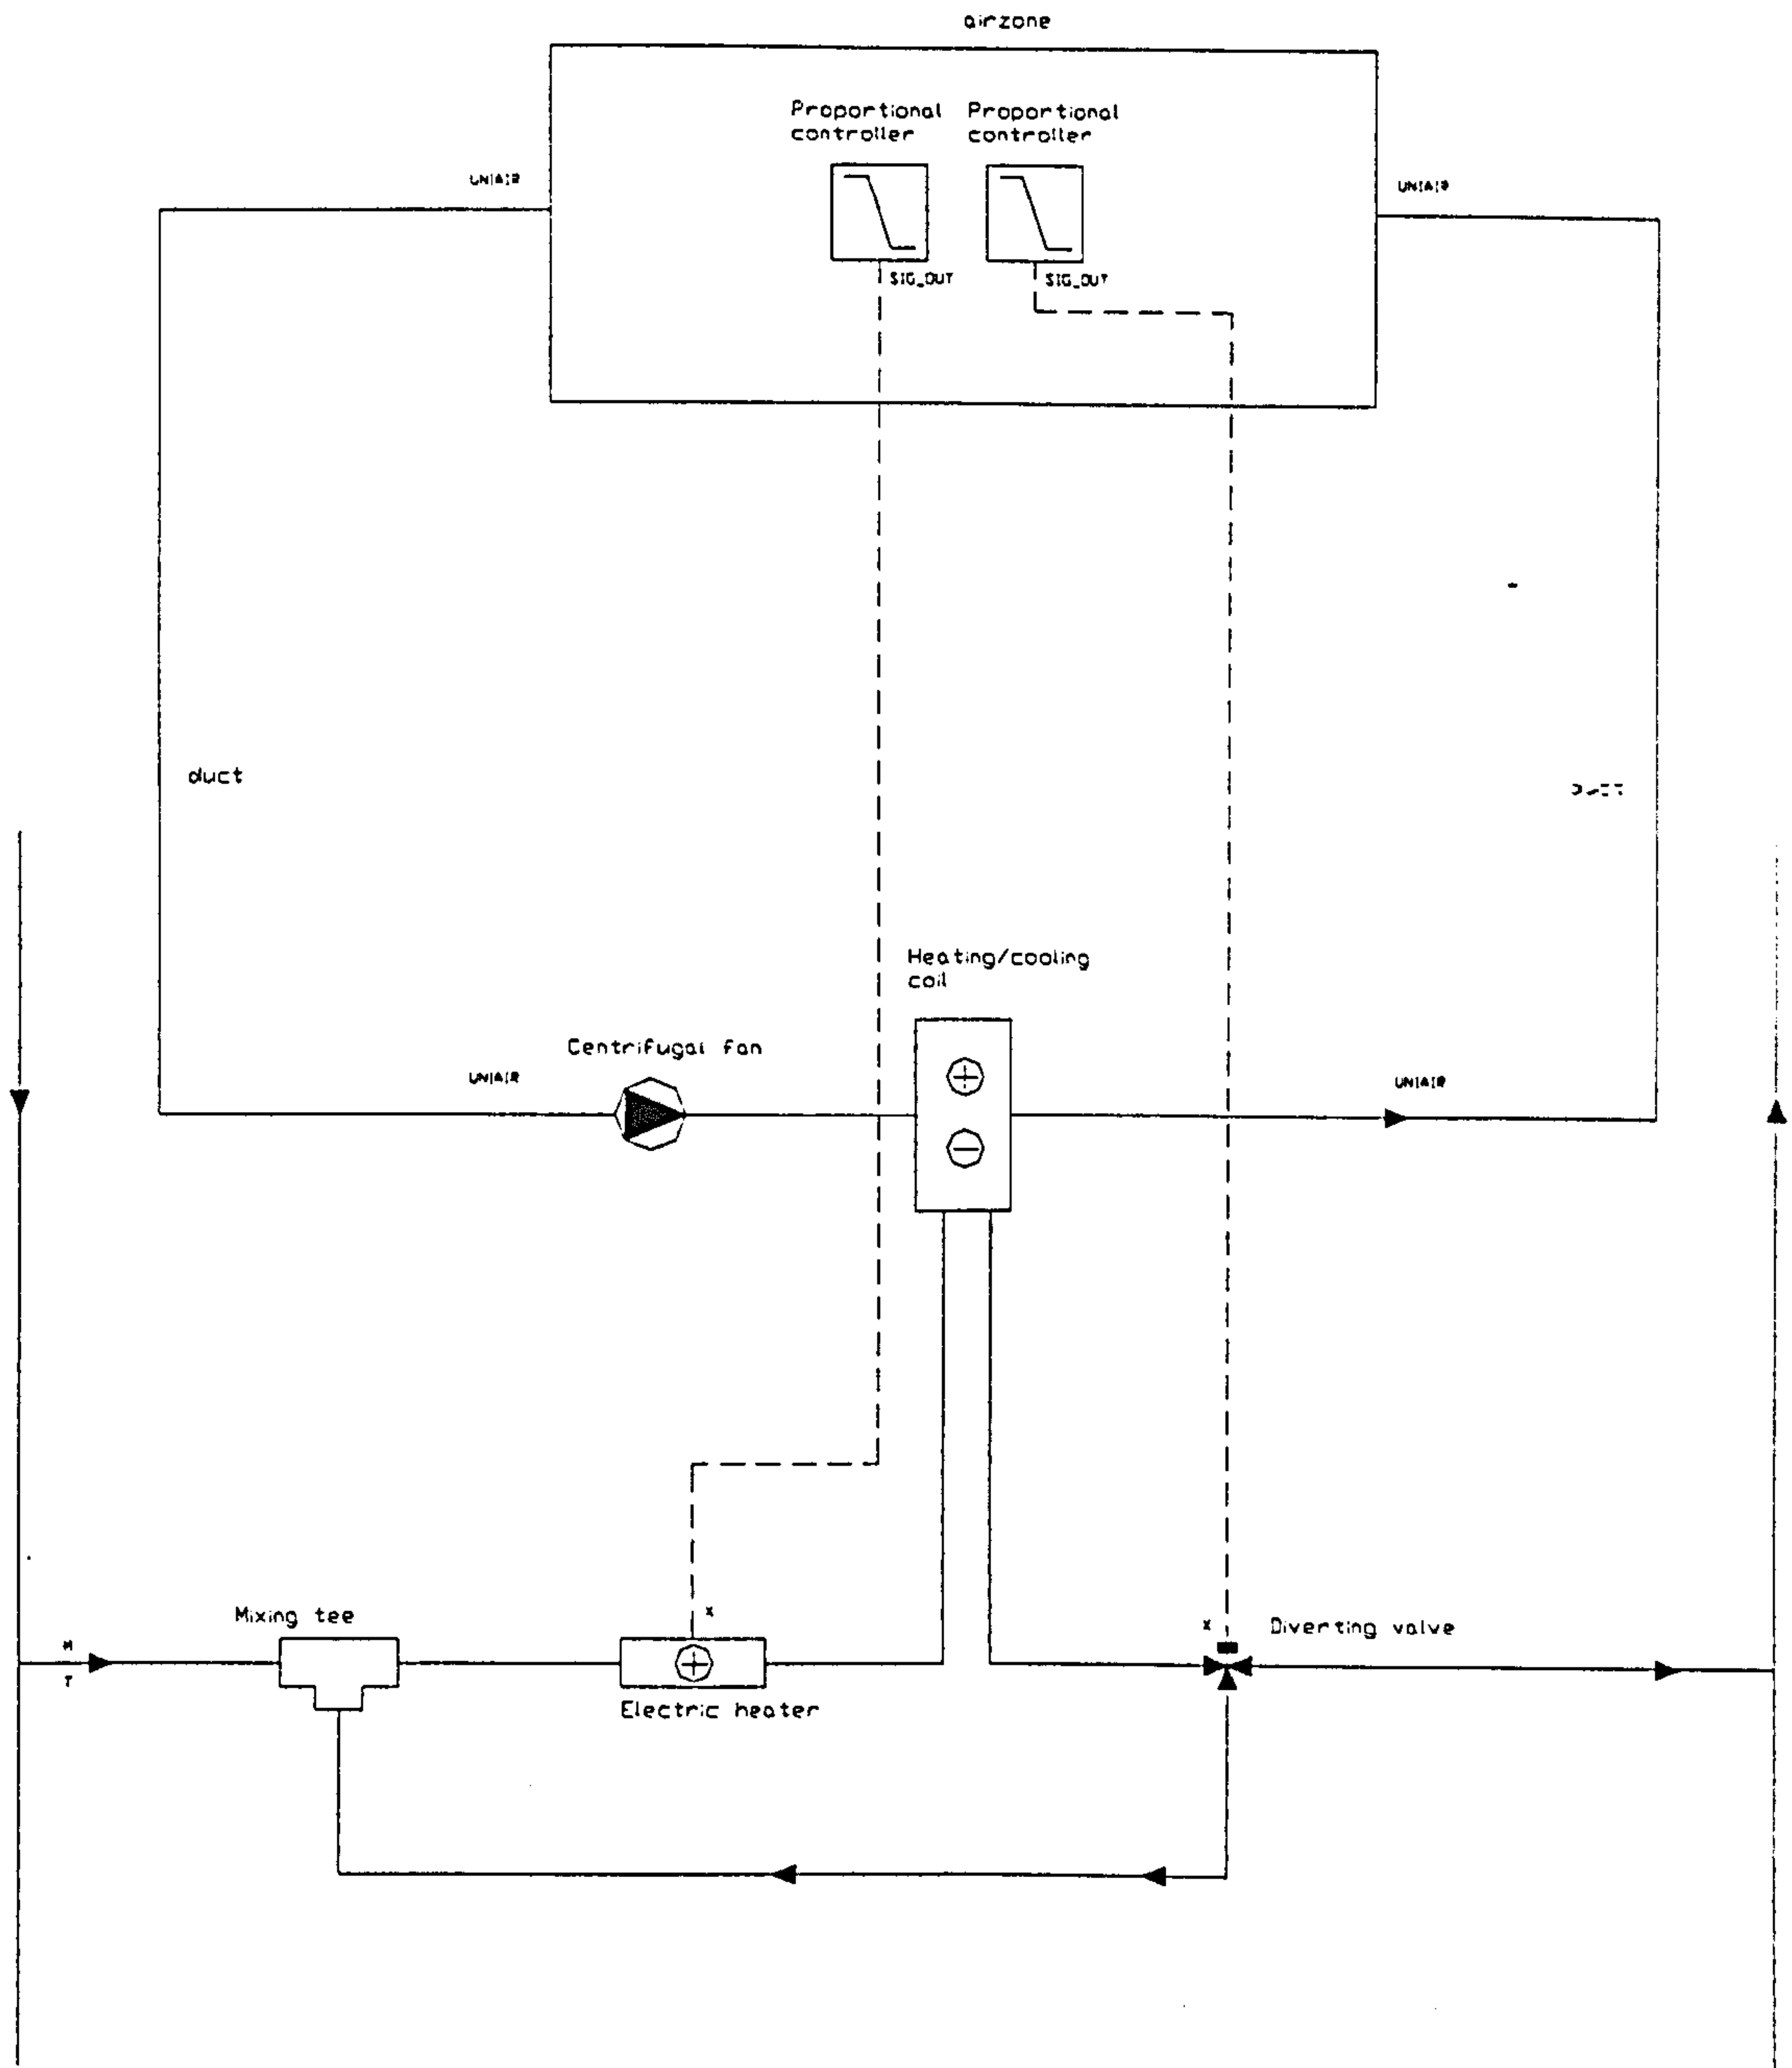 airzone
Proportional
controller
Proportional
controller
UNIAIR
UNIAIR
SIG_OUT
SIG_OUT
duct
Heating/cooling
coil
Centrifugal fan
UNIAIR
UNIAIR
Mixing tee
x
x
Diverting valve
M
T
Electric heater